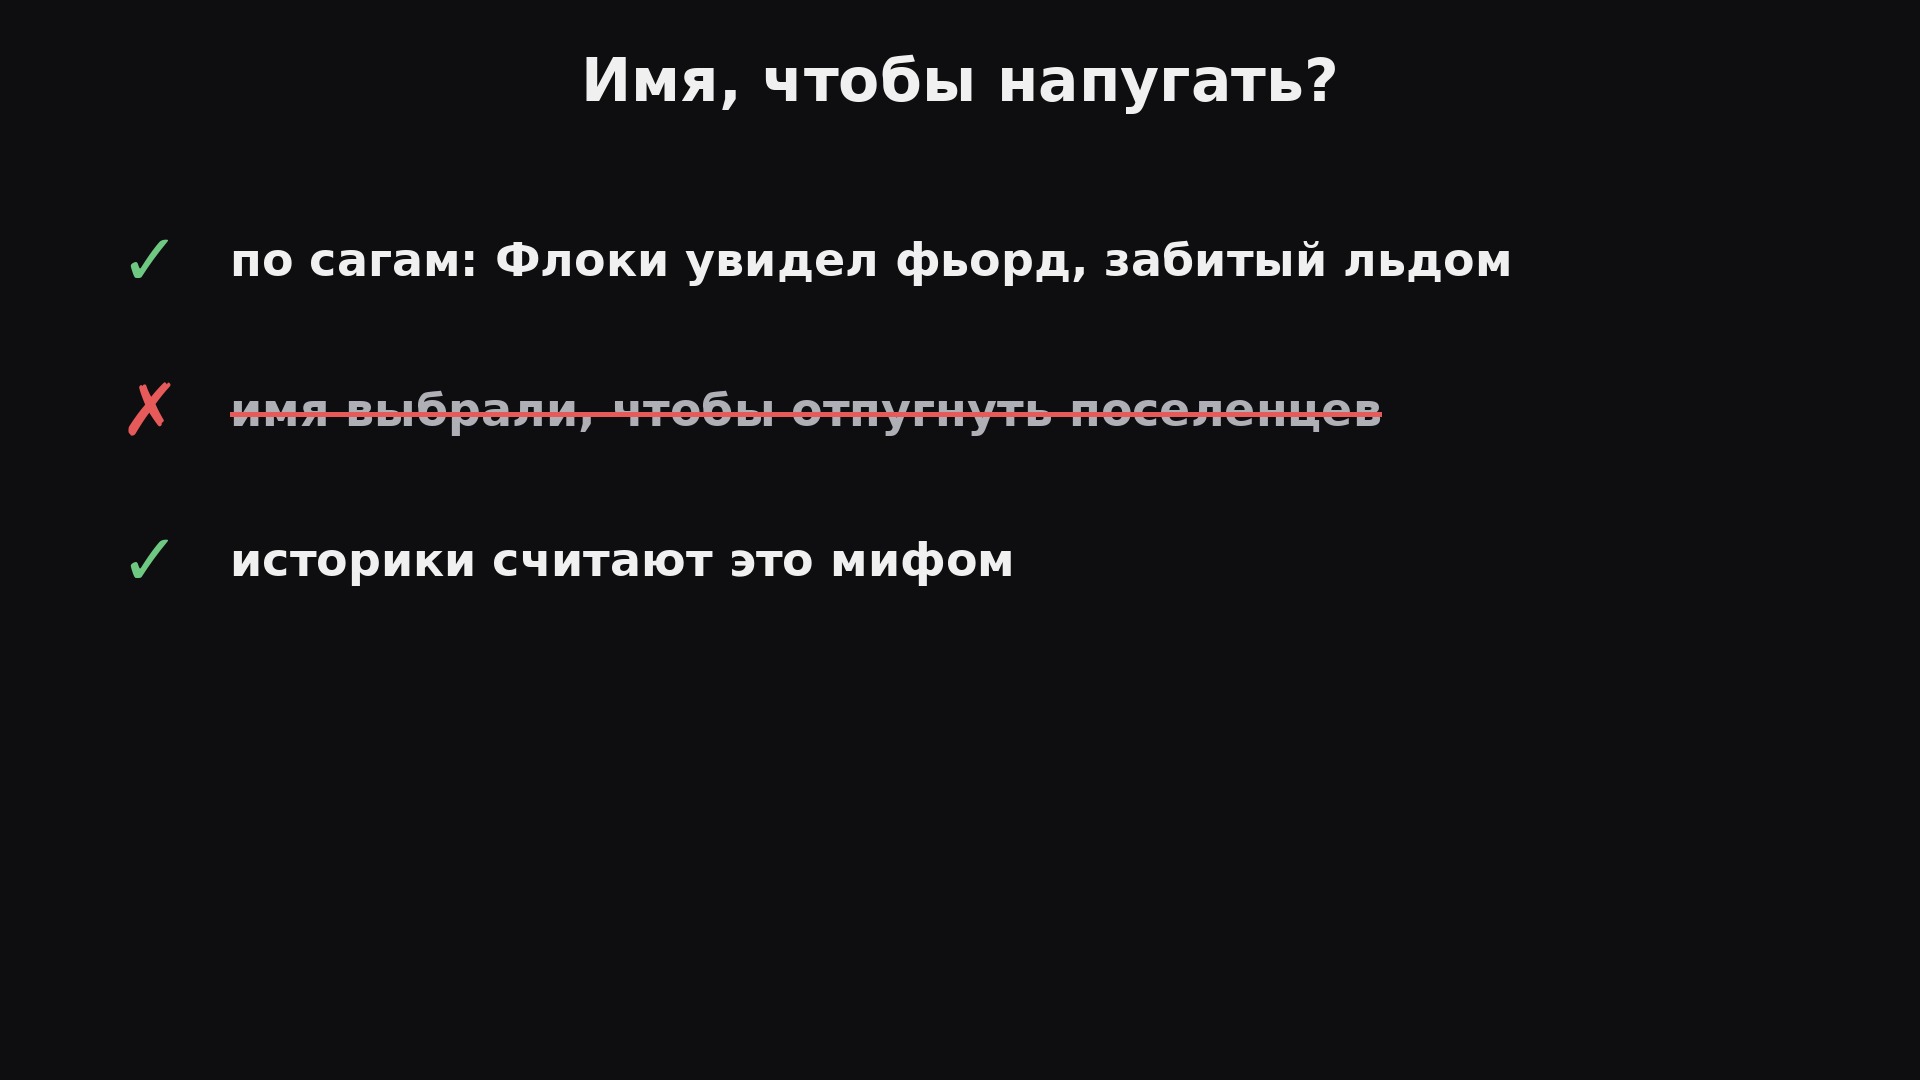 Имя, чтобы напугать?
✓ по сагам: Флоки увидел фьорд, забитый льдом
✗ имя выбрали, чтобы отпугнуть поселенцев
✓ историки считают это мифом